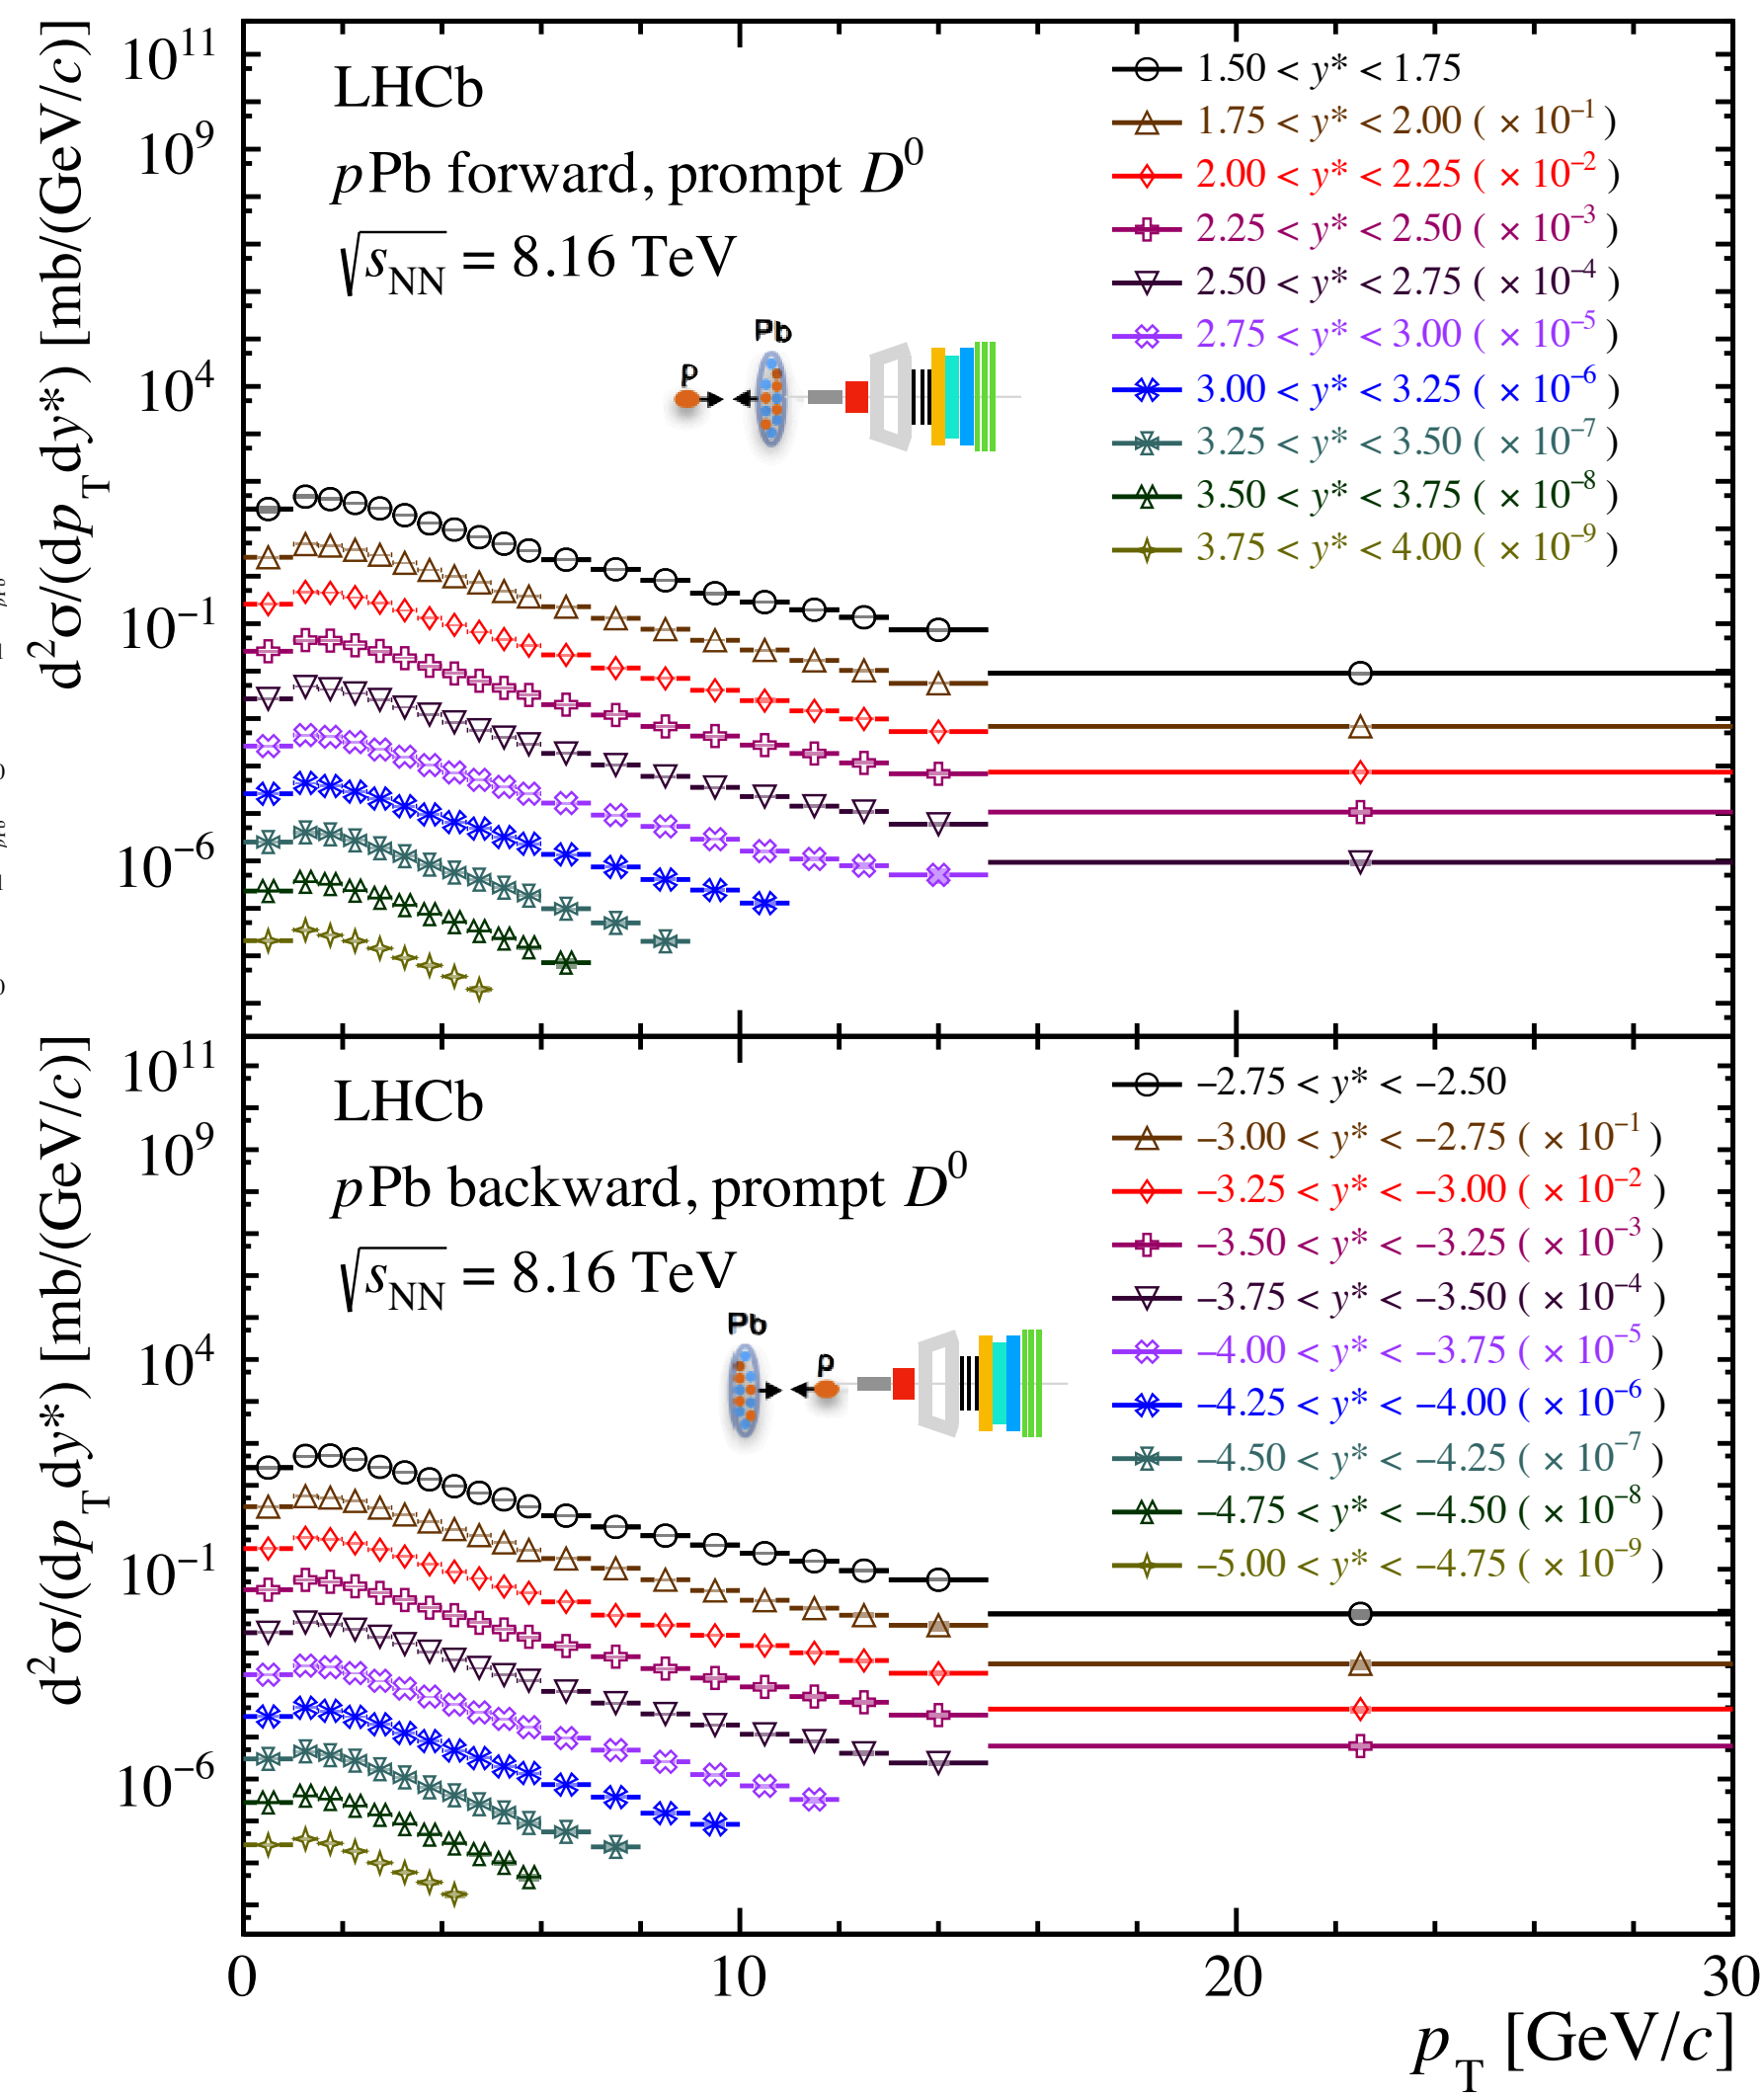 d²σ/(dp_T dy*) [mb/(GeV/c)]
10¹¹
10⁹
10⁴
10⁻¹
10⁻⁶
LHCb
pPb forward, prompt D⁰
√s_NN = 8.16 TeV
p
Pb
1.50 < y* < 1.75
1.75 < y* < 2.00 ( × 10⁻¹ )
2.00 < y* < 2.25 ( × 10⁻² )
2.25 < y* < 2.50 ( × 10⁻³ )
2.50 < y* < 2.75 ( × 10⁻⁴ )
2.75 < y* < 3.00 ( × 10⁻⁵ )
3.00 < y* < 3.25 ( × 10⁻⁶ )
3.25 < y* < 3.50 ( × 10⁻⁷ )
3.50 < y* < 3.75 ( × 10⁻⁸ )
3.75 < y* < 4.00 ( × 10⁻⁹ )
d²σ/(dp_T dy*) [mb/(GeV/c)]
10¹¹
10⁹
10⁴
10⁻¹
10⁻⁶
LHCb
pPb backward, prompt D⁰
√s_NN = 8.16 TeV
Pb
p
–2.75 < y* < –2.50
–3.00 < y* < –2.75 ( × 10⁻¹ )
–3.25 < y* < –3.00 ( × 10⁻² )
–3.50 < y* < –3.25 ( × 10⁻³ )
–3.75 < y* < –3.50 ( × 10⁻⁴ )
–4.00 < y* < –3.75 ( × 10⁻⁵ )
–4.25 < y* < –4.00 ( × 10⁻⁶ )
–4.50 < y* < –4.25 ( × 10⁻⁷ )
–4.75 < y* < –4.50 ( × 10⁻⁸ )
–5.00 < y* < –4.75 ( × 10⁻⁹ )
0 10 20 30
p_T [GeV/c]